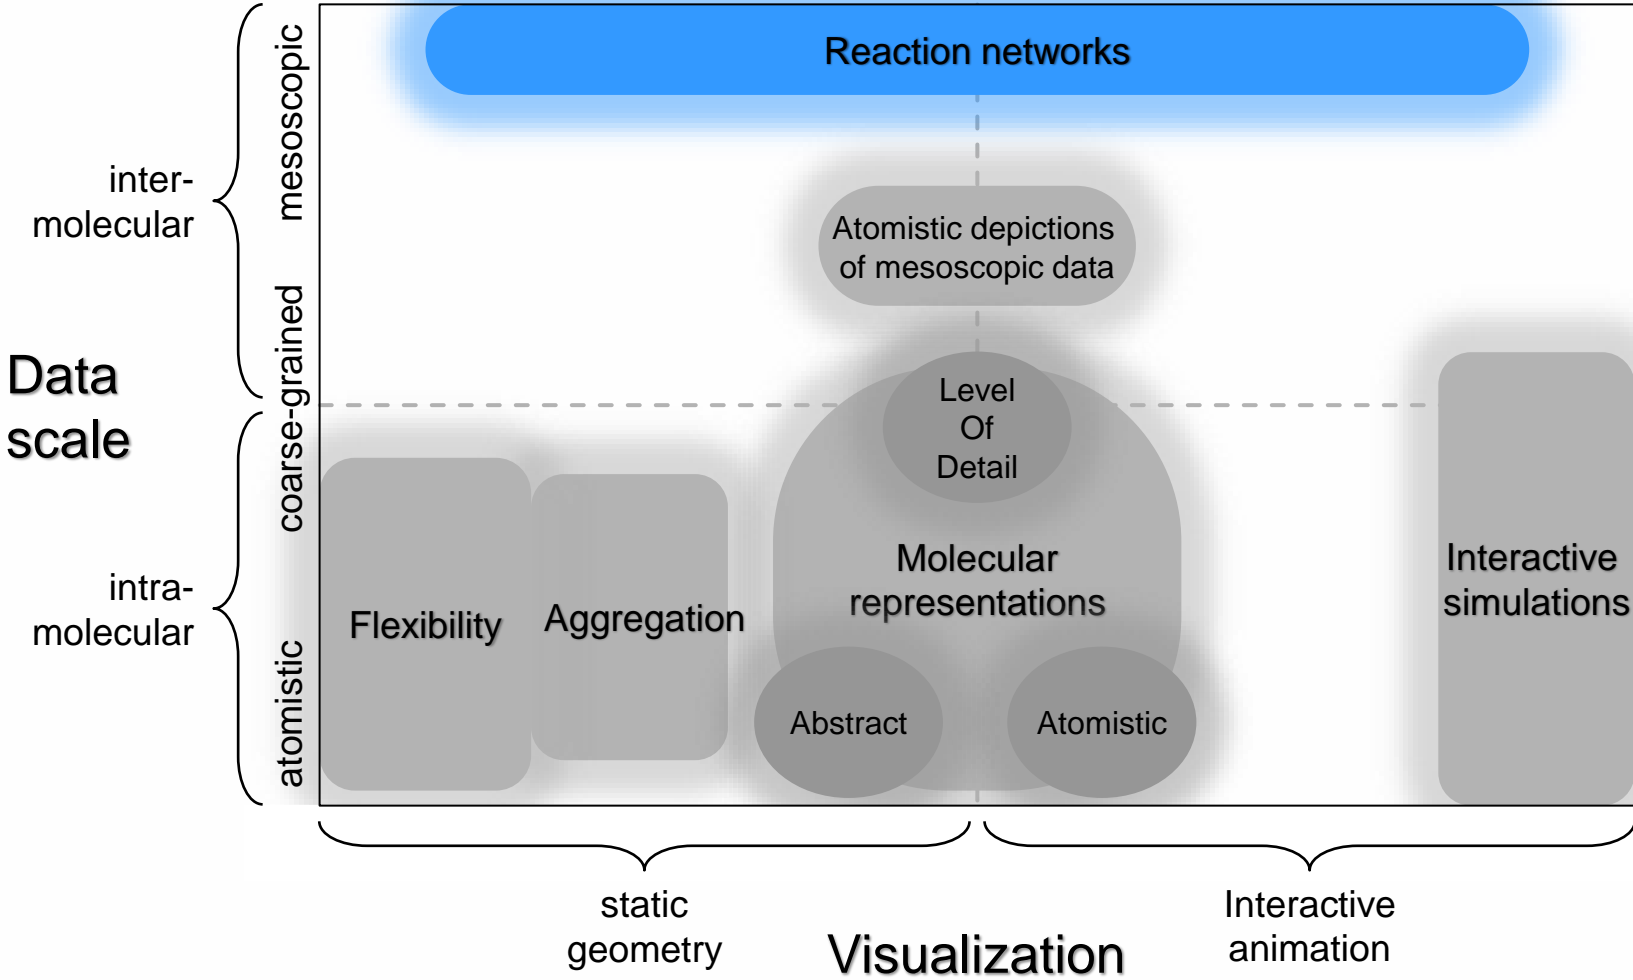 mesoscopic
Reaction networks
inter-
molecular
Atomistic depictions
of mesoscopic data
coarse-grained
Data
scale
Level
Of
Detail
Molecular
representations
Interactive
simulations
intra-
molecular
Flexibility
Aggregation
atomistic
Abstract
Atomistic
static
geometry
Interactive
animation
Visualization